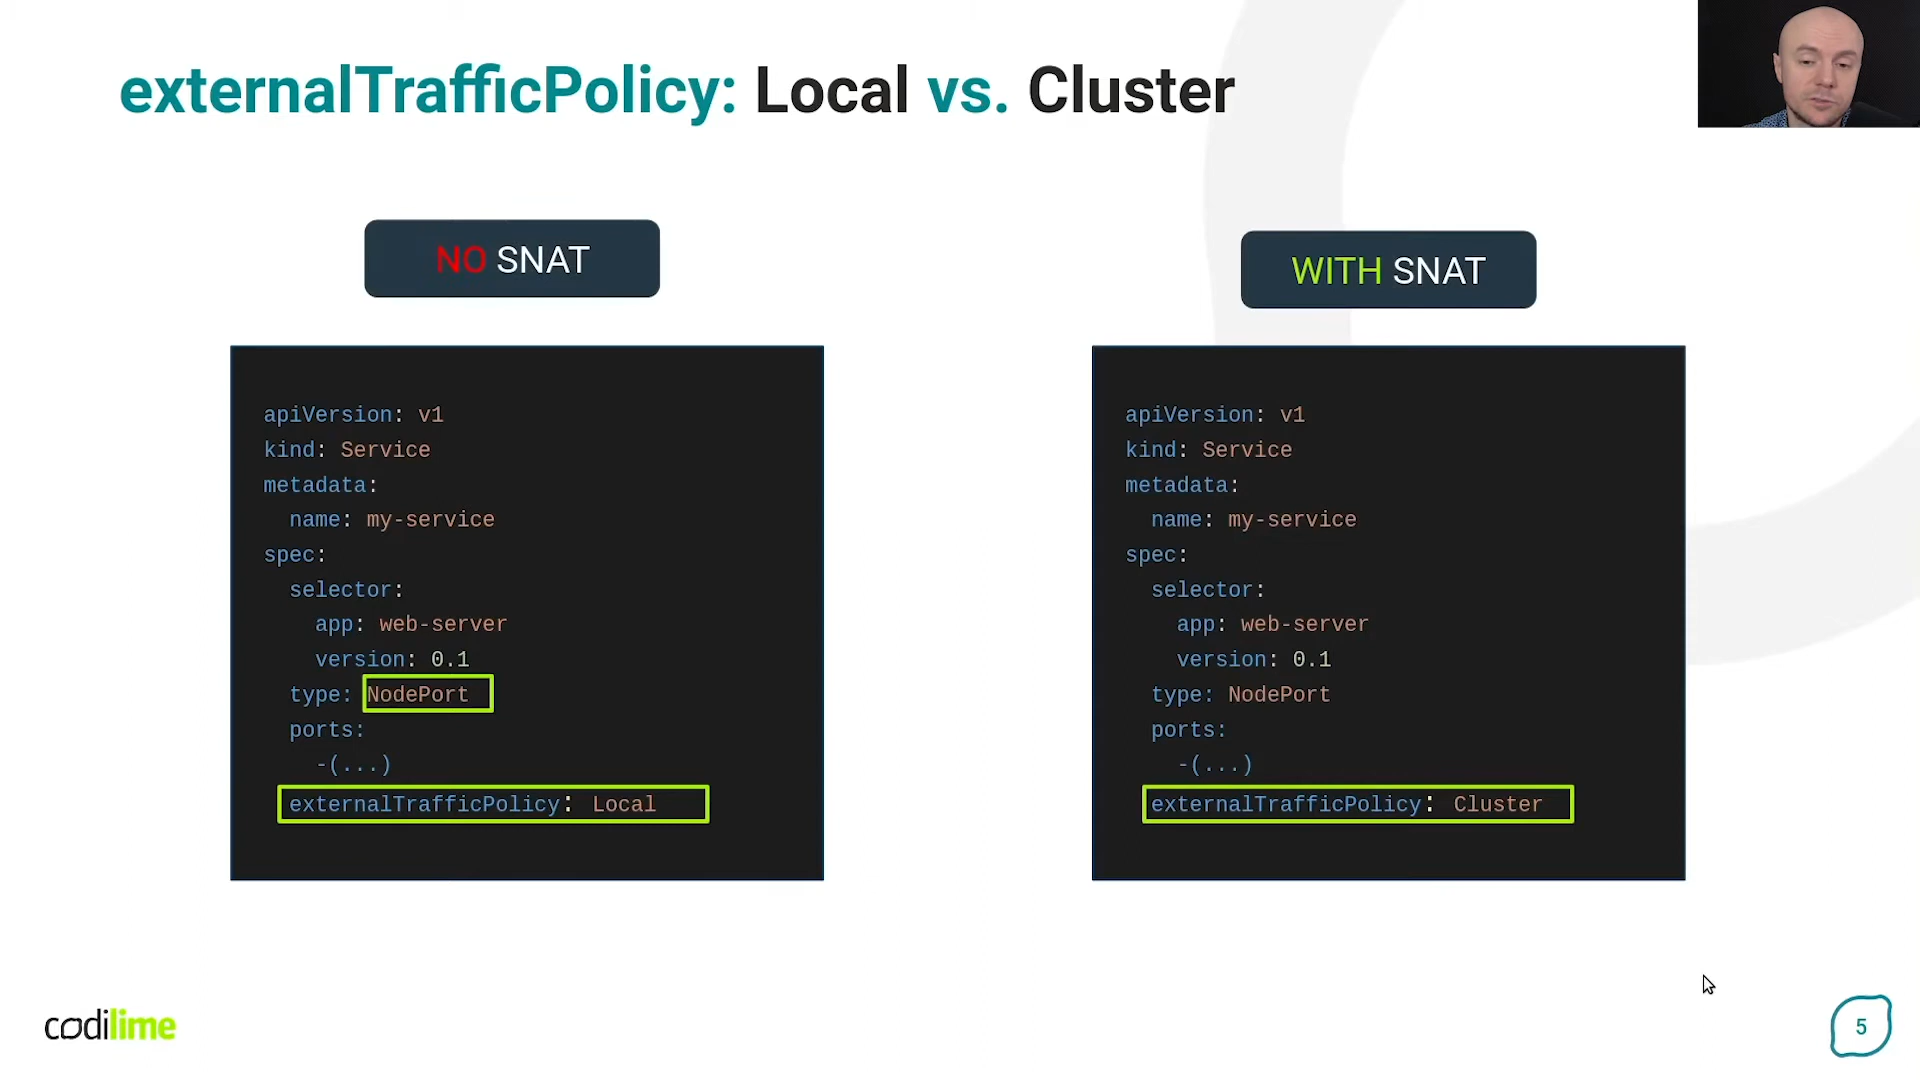 externalTrafficPolicy: Local vs. Cluster
NO SNAT
apiVersion: v1
kind: Service
metadata:
  name: my-service
spec:
  selector:
    app: web-server
    version: 0.1
  type: NodePort
  ports:
    -(...)
  externalTrafficPolicy: Local
WITH SNAT
apiVersion: v1
kind: Service
metadata:
  name: my-service
spec:
  selector:
    app: web-server
    version: 0.1
  type: NodePort
  ports:
    -(...)
  externalTrafficPolicy: Cluster
codilime
5